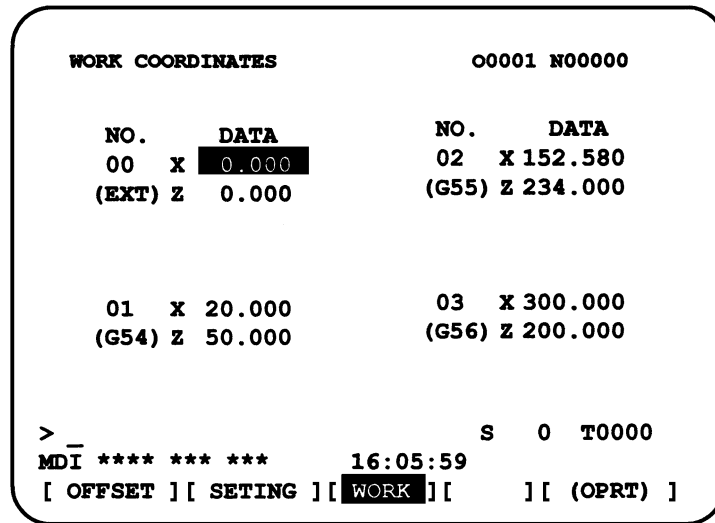 WORK COORDINATES O0001 N00000
NO. DATA NO. DATA
00 X 0.000 02 X 152.580
(EXT) Z 0.000 (G55) Z 234.000
01 X 20.000 03 X 300.000
(G54) Z 50.000 (G56) Z 200.000
> _ S 0 T0000
MDI **** *** *** 16:05:59
[ OFFSET ][ SETING ][ WORK ][ ][ (OPRT) ]